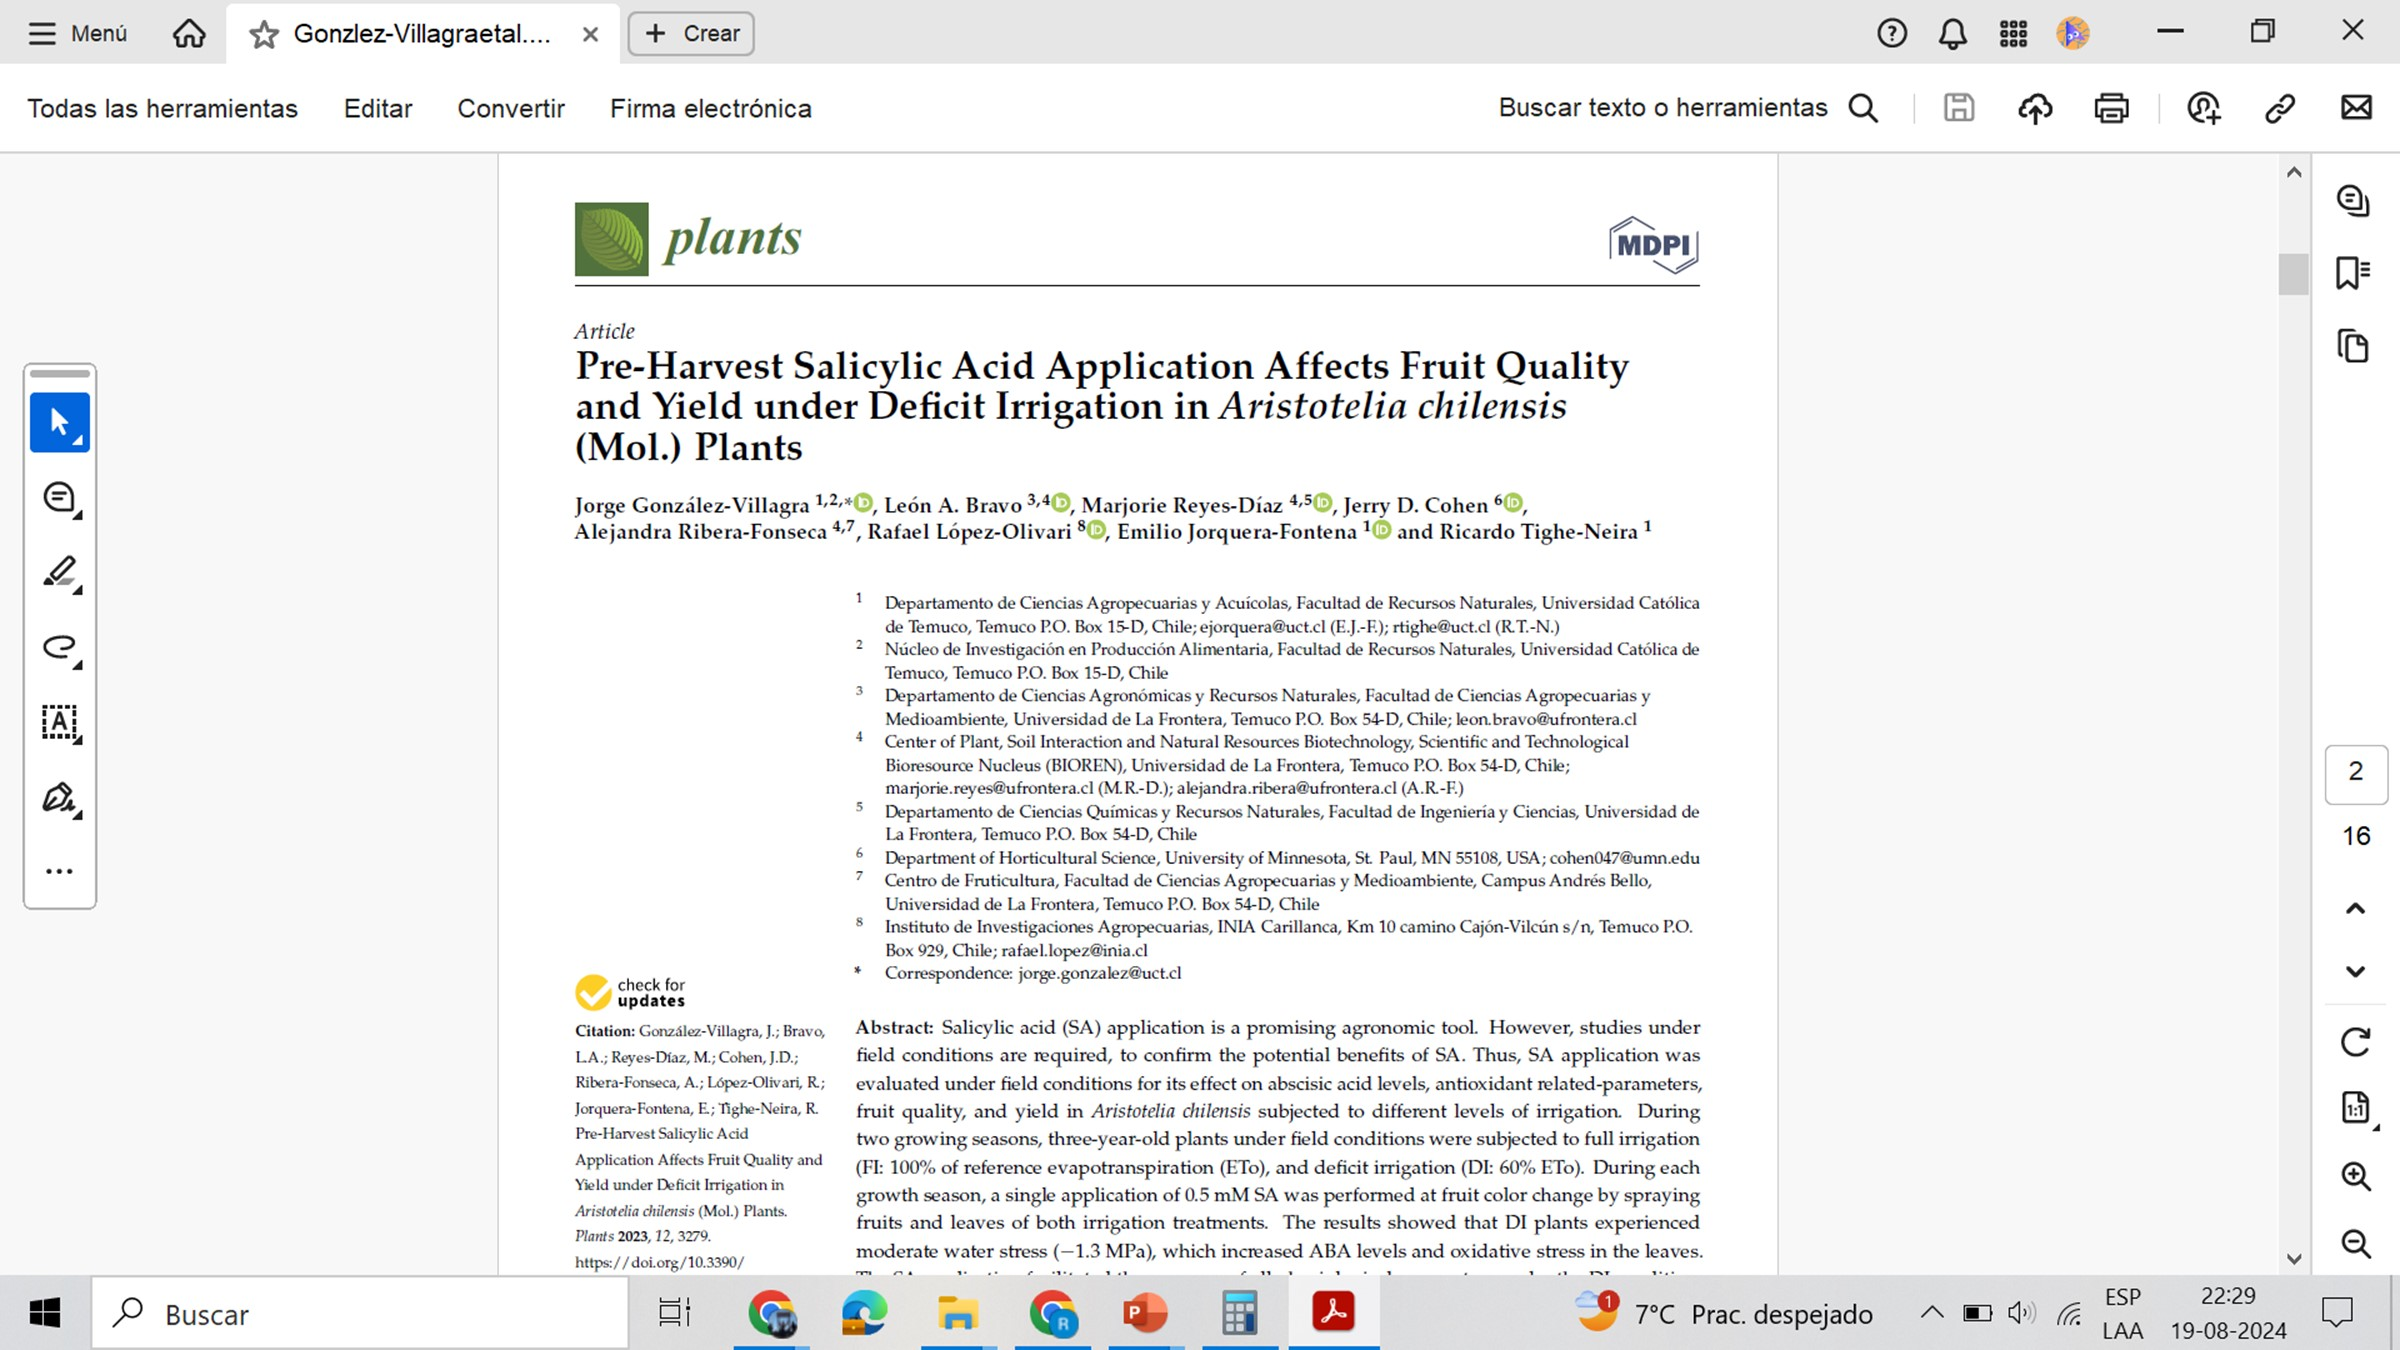 Menú
Gonzlez-Villagraetal....
Crear
Todas las herramientas
Editar
Convertir
Firma electrónica
Buscar texto o herramientas
plants
MDPI
Article
Pre-Harvest Salicylic Acid Application Affects Fruit Quality
and Yield under Deficit Irrigation in Aristotelia chilensis
(Mol.) Plants
Jorge González-Villagra 1,2,* iD, León A. Bravo 3,4 iD, Marjorie Reyes-Díaz 4,5 iD, Jerry D. Cohen 6 iD,
Alejandra Ribera-Fonseca 4,7, Rafael López-Olivari 8 iD, Emilio Jorquera-Fontena 1 iD and Ricardo Tighe-Neira 1
1 Departamento de Ciencias Agropecuarias y Acuícolas, Facultad de Recursos Naturales, Universidad Católica
de Temuco, Temuco P.O. Box 15-D, Chile; ejorquera@uct.cl (E.J.-F.); rtighe@uct.cl (R.T.-N.)
2 Núcleo de Investigación en Producción Alimentaria, Facultad de Recursos Naturales, Universidad Católica de
Temuco, Temuco P.O. Box 15-D, Chile
3 Departamento de Ciencias Agronómicas y Recursos Naturales, Facultad de Ciencias Agropecuarias y
Medioambiente, Universidad de La Frontera, Temuco P.O. Box 54-D, Chile; leon.bravo@ufrontera.cl
4 Center of Plant, Soil Interaction and Natural Resources Biotechnology, Scientific and Technological
Bioresource Nucleus (BIOREN), Universidad de La Frontera, Temuco P.O. Box 54-D, Chile;
marjorie.reyes@ufrontera.cl (M.R.-D.); alejandra.ribera@ufrontera.cl (A.R.-F.)
5 Departamento de Ciencias Químicas y Recursos Naturales, Facultad de Ingeniería y Ciencias, Universidad de
La Frontera, Temuco P.O. Box 54-D, Chile
6 Department of Horticultural Science, University of Minnesota, St. Paul, MN 55108, USA; cohen047@umn.edu
7 Centro de Fruticultura, Facultad de Ciencias Agropecuarias y Medioambiente, Campus Andrés Bello,
Universidad de La Frontera, Temuco P.O. Box 54-D, Chile
8 Instituto de Investigaciones Agropecuarias, INIA Carillanca, Km 10 camino Cajón-Vilcún s/n, Temuco P.O.
Box 929, Chile; rafael.lopez@inia.cl
* Correspondence: jorge.gonzalez@uct.cl
check for
updates
Citation: González-Villagra, J.; Bravo,
L.A.; Reyes-Díaz, M.; Cohen, J.D.;
Ribera-Fonseca, A.; López-Olivari, R.;
Jorquera-Fontena, E.; Tighe-Neira, R.
Pre-Harvest Salicylic Acid
Application Affects Fruit Quality and
Yield under Deficit Irrigation in
Aristotelia chilensis (Mol.) Plants.
Plants 2023, 12, 3279.
https://doi.org/10.3390/
Abstract: Salicylic acid (SA) application is a promising agronomic tool. However, studies under
field conditions are required, to confirm the potential benefits of SA. Thus, SA application was
evaluated under field conditions for its effect on abscisic acid levels, antioxidant related-parameters,
fruit quality, and yield in Aristotelia chilensis subjected to different levels of irrigation. During
two growing seasons, three-year-old plants under field conditions were subjected to full irrigation
(FI: 100% of reference evapotranspiration (ETo), and deficit irrigation (DI: 60% ETo). During each
growth season, a single application of 0.5 mM SA was performed at fruit color change by spraying
fruits and leaves of both irrigation treatments. The results showed that DI plants experienced
moderate water stress (−1.3 MPa), which increased ABA levels and oxidative stress in the leaves.
2
16
1:1
Buscar
1
7°C Prac. despejado
ESP
LAA
22:29
19-08-2024